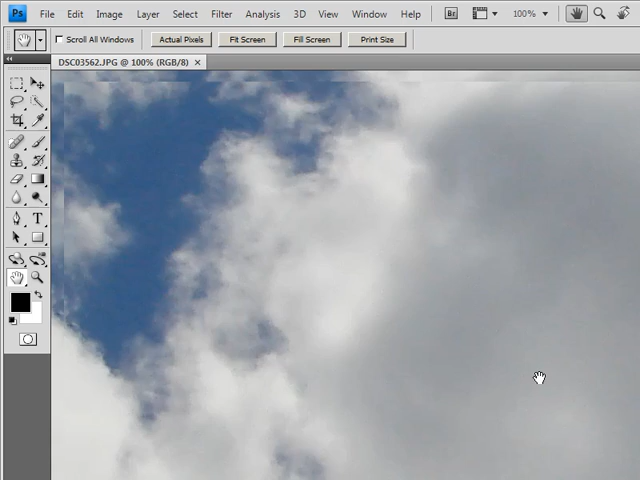 Ps File Edit Image Layer Select Filter Analysis 3D View Window Help Br 100%
Scroll All Windows Actual Pixels Fit Screen Fill Screen Print Size
DSC03562.JPG @ 100% (RGB/8) ×
T